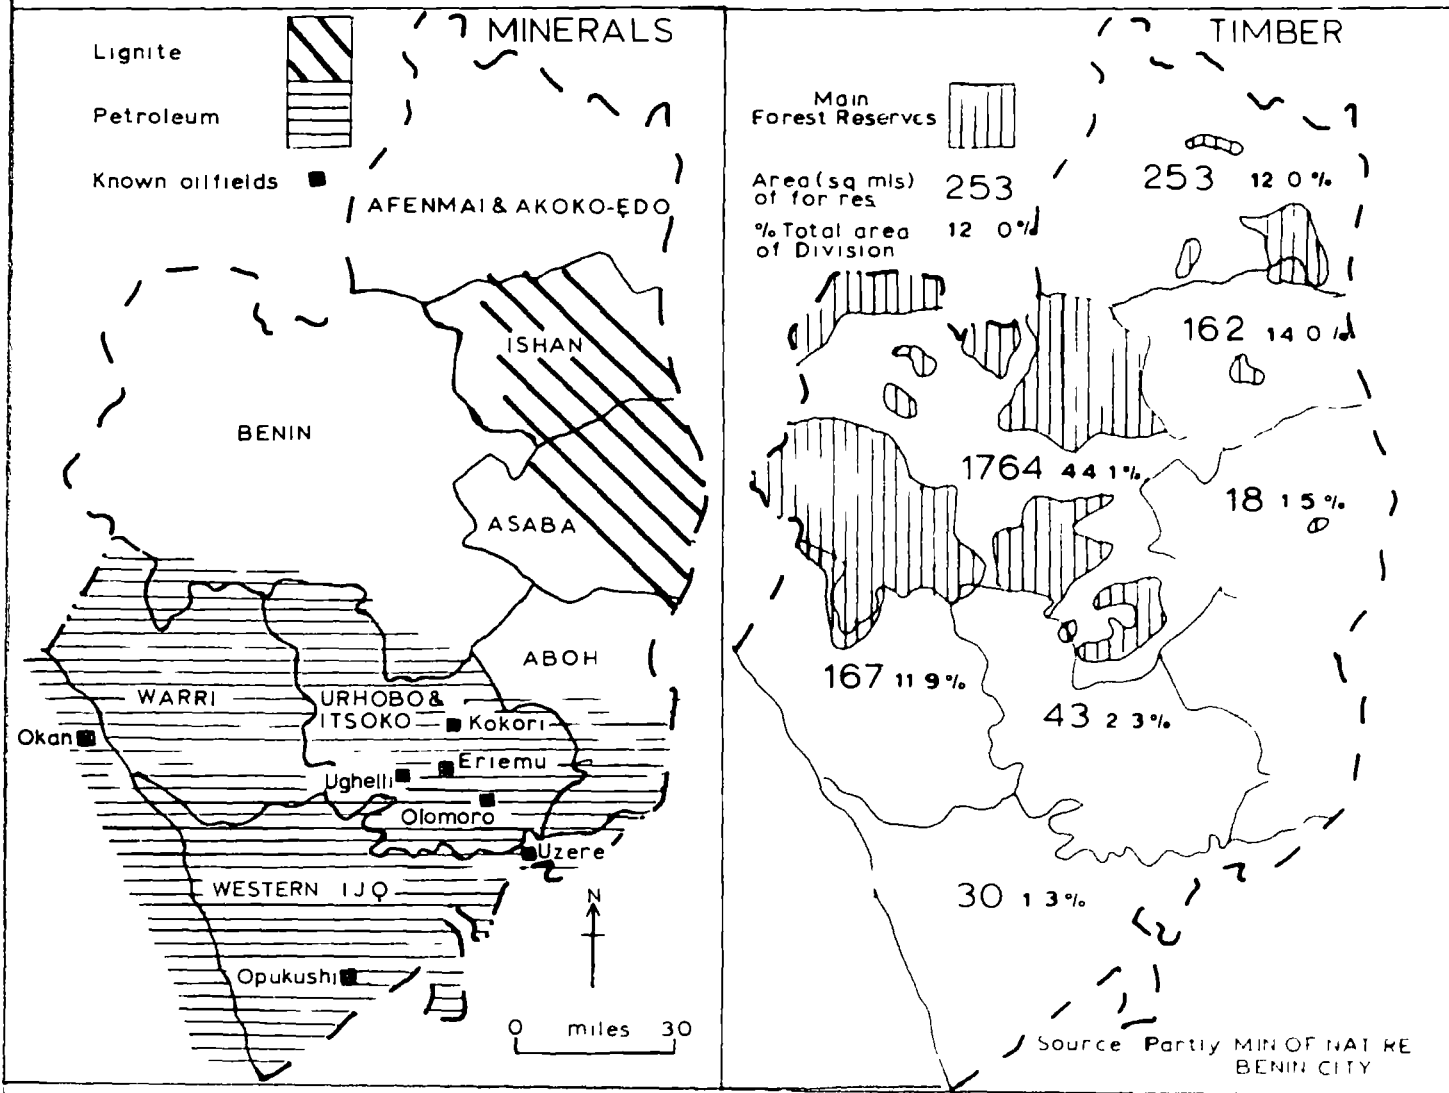 MINERALS
Lignite
Petroleum
Known oilfields
AFENMAI & AKOKO-ẸDO
ISHAN
BENIN
ASABA
ABOH
WARRI
URHOBO &
ITSOKO
Kokori
Okan
Eriemu
Ughelli
Olomoro
Uzere
WESTERN IJỌ
N
Opukushi
0 miles 30
TIMBER
Main
Forest Reserves
Area (sq mls)
of for res
253
% Total area
of Division
12 0%
253 12 0%
162 14 0%
1764 44 1%
18 1 5%
167 11 9%
43 2 3%
30 1 3%
Source Partly MIN OF NAT RE
BENIN CITY